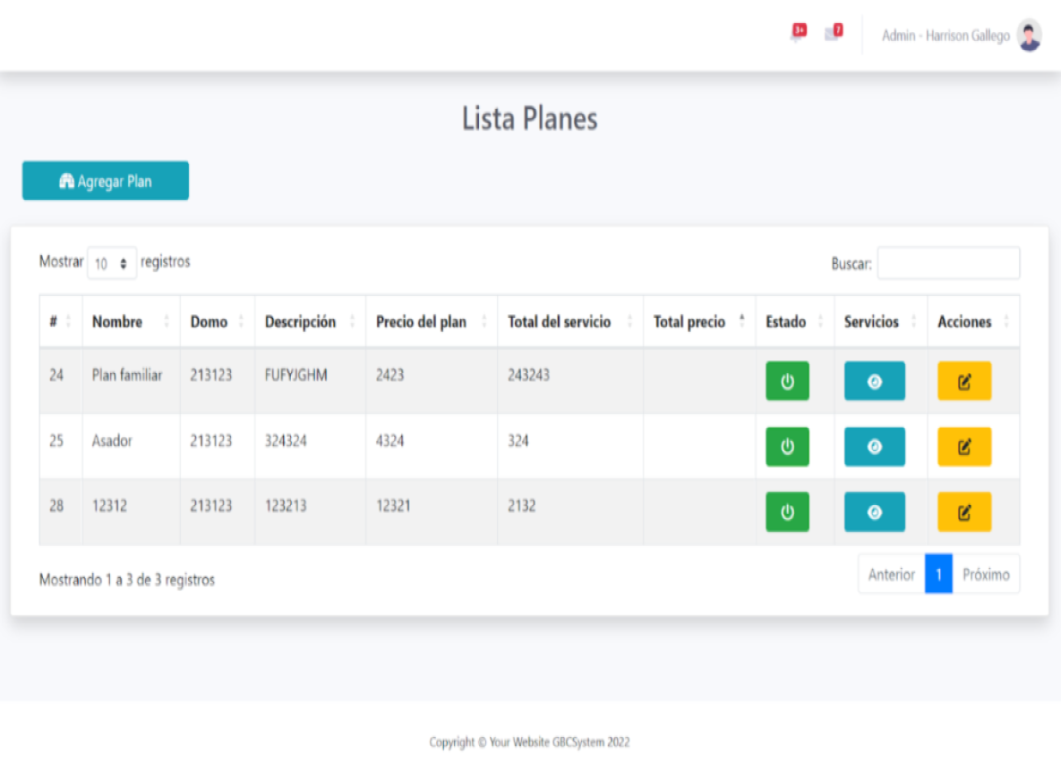 3+ 7 Admin - Harrison Gallego
Lista Planes
Agregar Plan
Mostrar 10 registros Buscar:
# Nombre Domo Descripción Precio del plan Total del servicio Total precio Estado Servicios Acciones
24 Plan familiar 213123 FUFYJGHM 2423 243243
25 Asador 213123 324324 4324 324
28 12312 213123 123213 12321 2132
Mostrando 1 a 3 de 3 registros Anterior 1 Próximo
Copyright © Your Website GBCSystem 2022